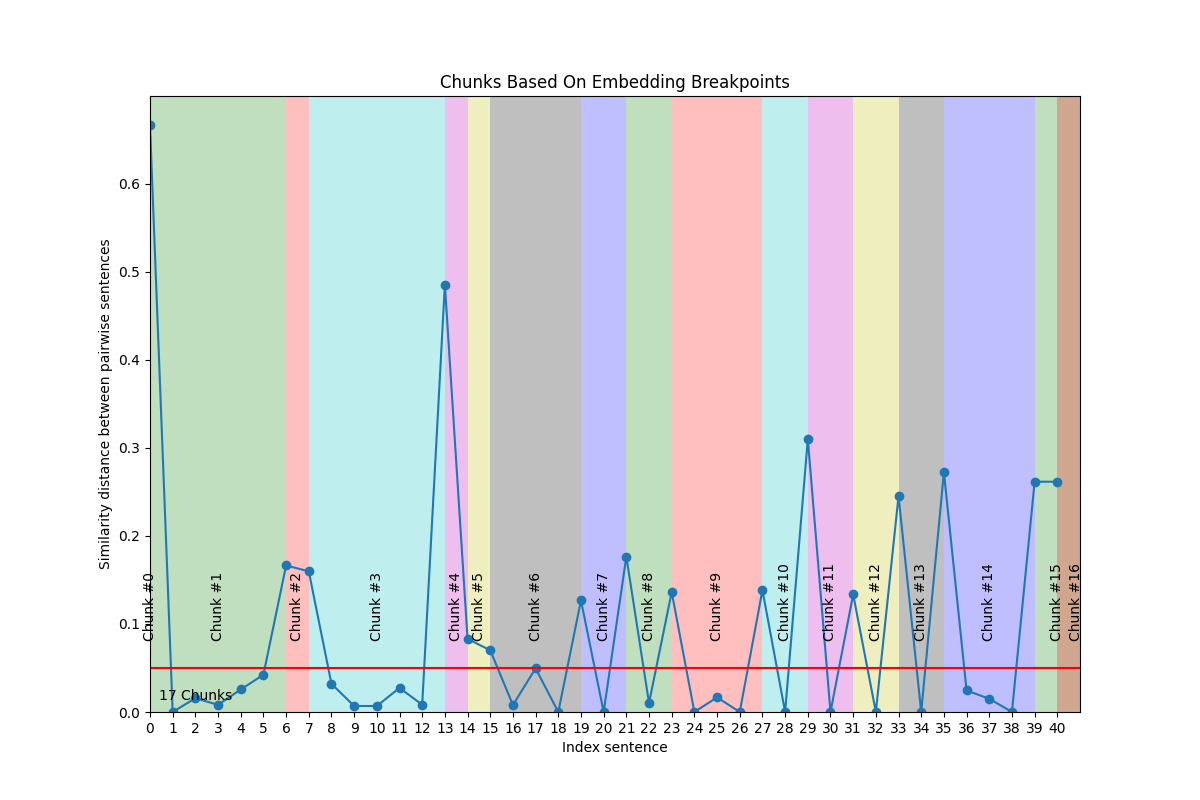 Chunks Based On Embedding Breakpoints
Similarity distance between pairwise sentences
0.6
0.5
0.4
0.3
0.2
0.1
0.0
Chunk #0
Chunk #1
Chunk #2
Chunk #3
Chunk #4
Chunk #5
Chunk #6
Chunk #7
Chunk #8
Chunk #9
Chunk #10
Chunk #11
Chunk #12
Chunk #13
Chunk #14
Chunk #15
Chunk #16
17 Chunks
0 1 2 3 4 5 6 7 8 9 10 11 12 13 14 15 16 17 18 19 20 21 22 23 24 25 26 27 28 29 30 31 32 33 34 35 36 37 38 39 40
Index sentence